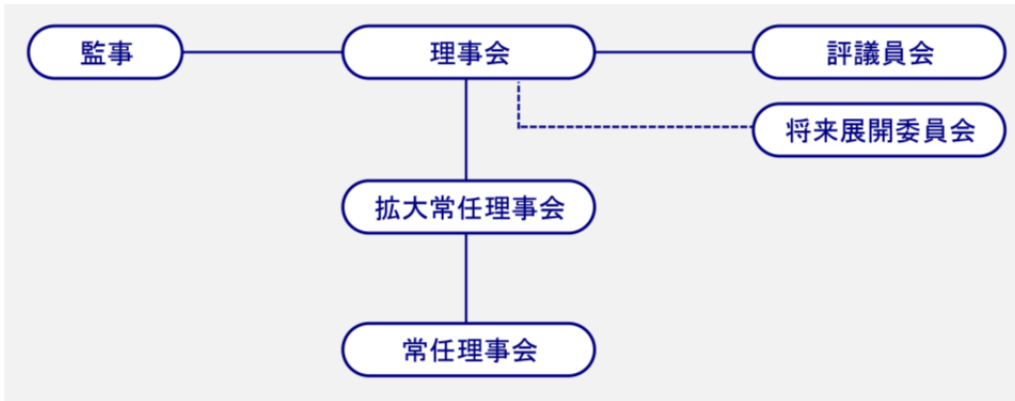 監事
理事会
評議員会
将来展開委員会
拡大常任理事会
常任理事会